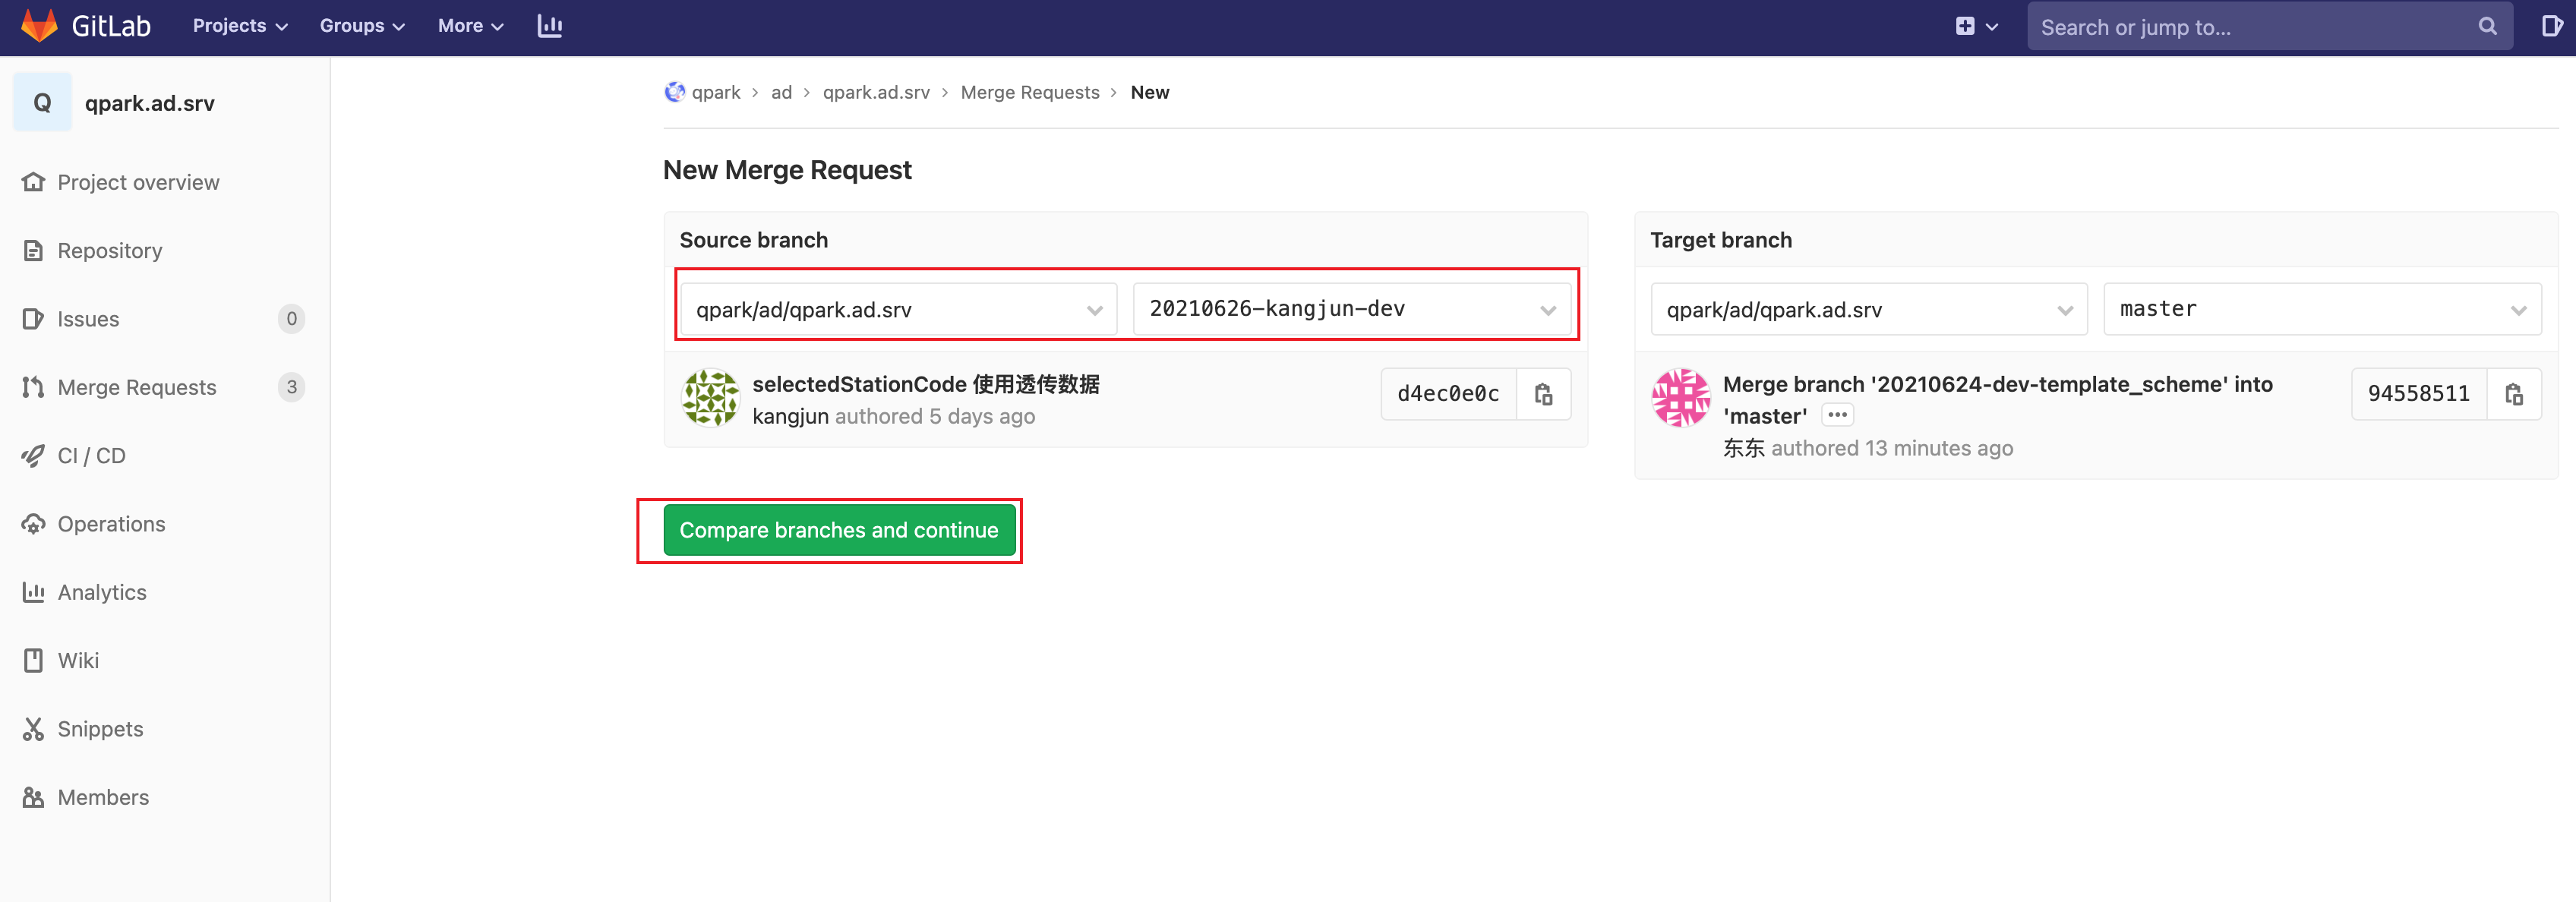 GitLab Projects Groups More Search or jump to...
Q qpark.ad.srv
Project overview
Repository
Issues 0
Merge Requests 3
CI / CD
Operations
Analytics
Wiki
Snippets
Members
qpark > ad > qpark.ad.srv > Merge Requests > New
New Merge Request
Source branch
qpark/ad/qpark.ad.srv 20210626-kangjun-dev
selectedStationCode 使用透传数据 d4ec0e0c
kangjun authored 5 days ago
Target branch
qpark/ad/qpark.ad.srv master
Merge branch '20210624-dev-template_scheme' into 94558511
'master' •••
东东 authored 13 minutes ago
Compare branches and continue